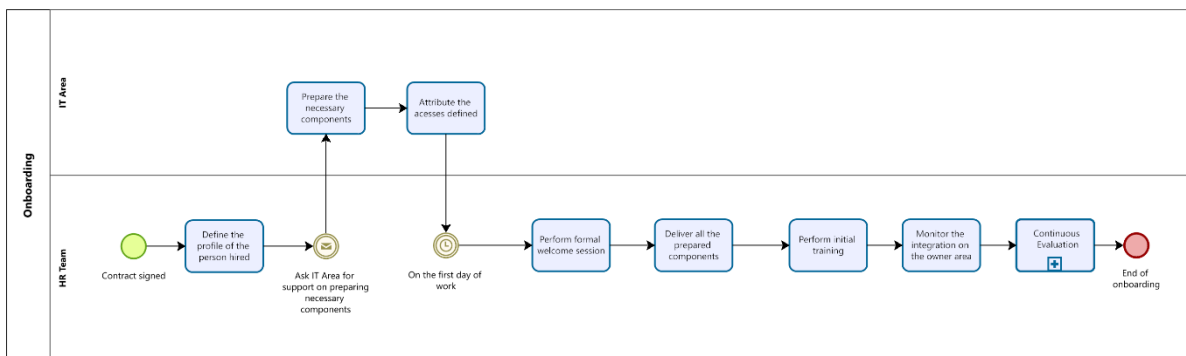 Onboarding
IT Area
Prepare the
necessary
components
Attribute the
acesses defined
HR Team
Contract signed
Define the
profile of the
person hired
Ask IT Area for
support on preparing
necessary
components
On the first day of
work
Perform formal
welcome session
Deliver all the
prepared
components
Perform initial
training
Monitor the
integration on
the owner area
Continuous
Evaluation
End of
onboarding